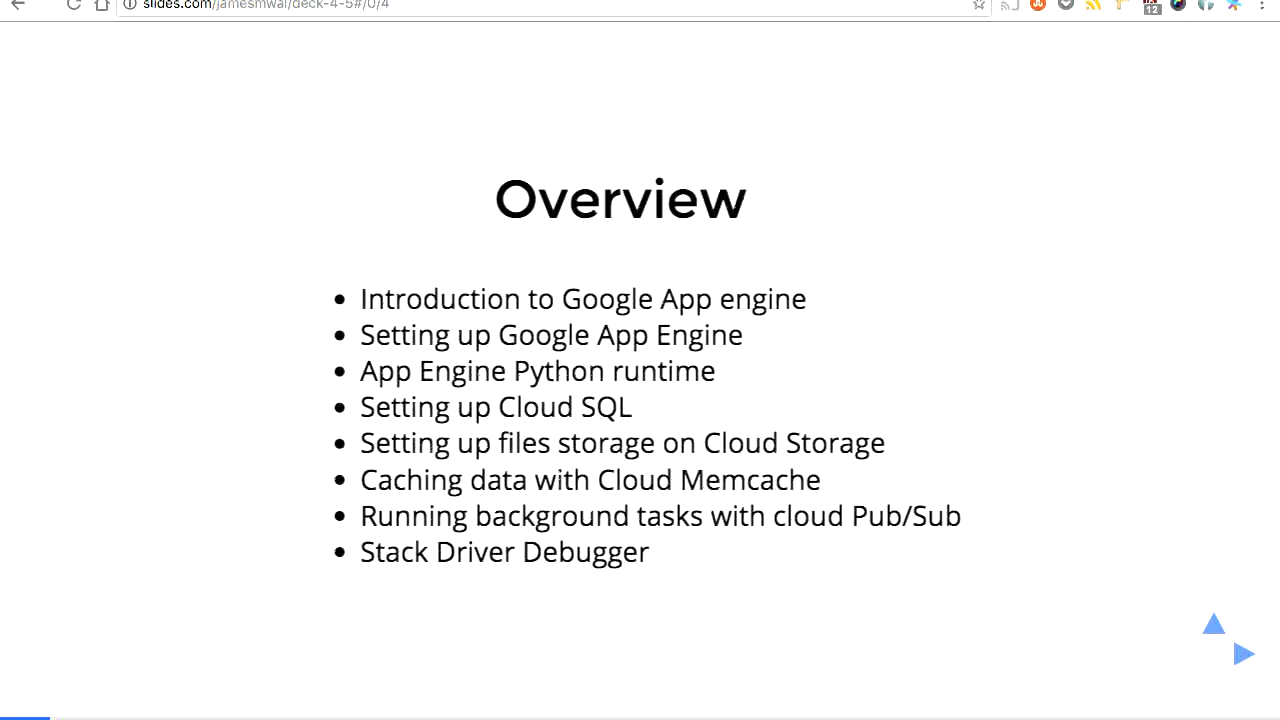 slides.com/jamesmwai/deck-4-5#/0/4
12
Overview
Introduction to Google App engine
Setting up Google App Engine
App Engine Python runtime
Setting up Cloud SQL
Setting up files storage on Cloud Storage
Caching data with Cloud Memcache
Running background tasks with cloud Pub/Sub
Stack Driver Debugger